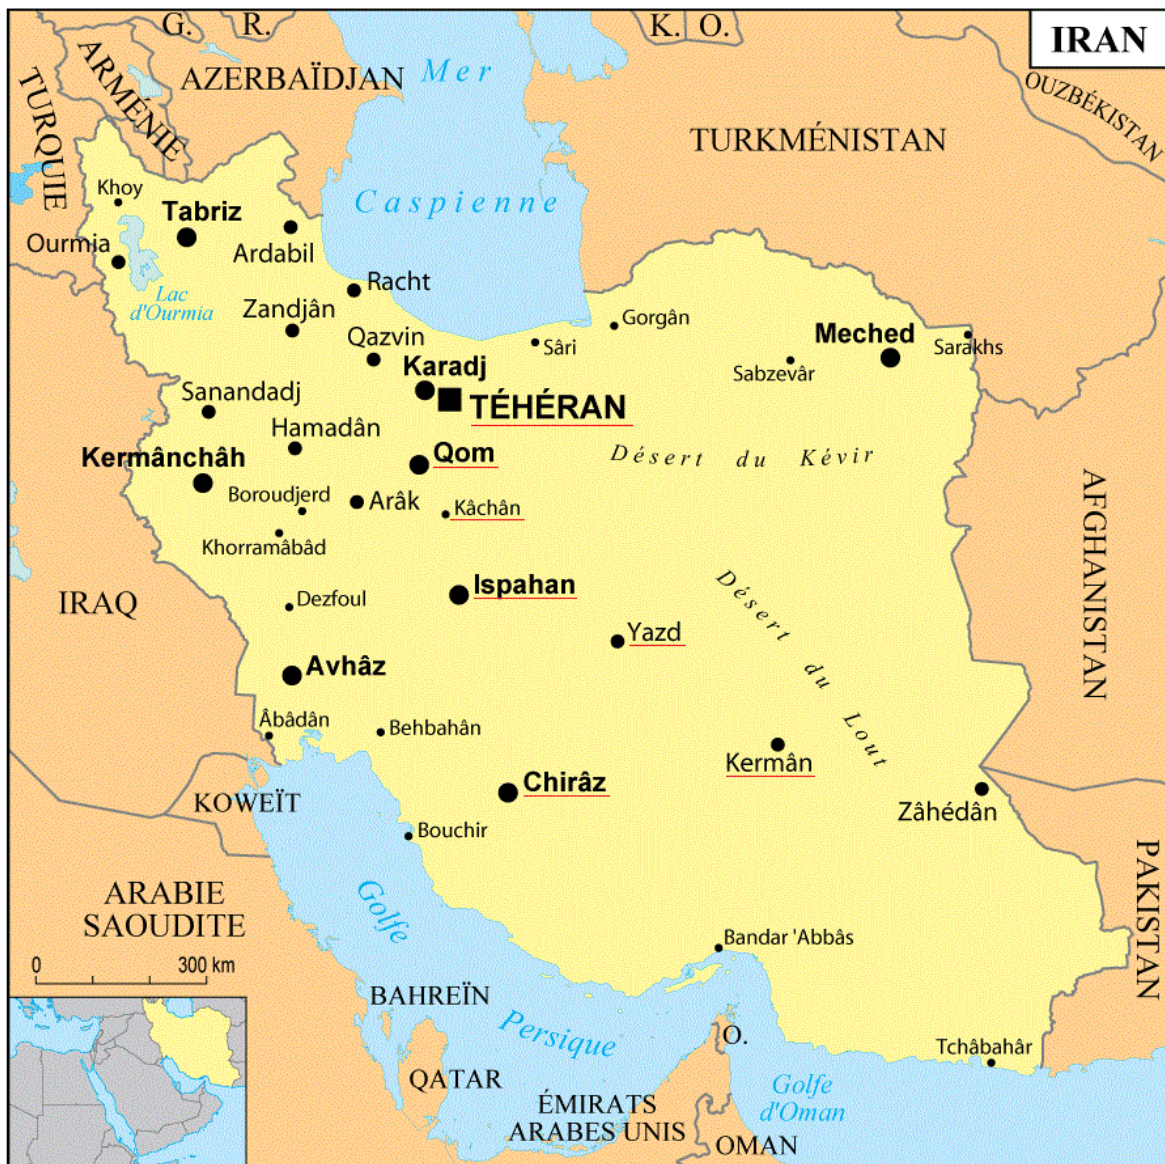 G.
R.
K.
O.
IRAN
ARMÉNIE
AZERBAÏDJAN
Mer
Caspienne
TURKMÉNISTAN
OUZBÉKISTAN
TURQUIE
Khoy
Tabriz
Ourmia
Ardabil
Lac
d'Ourmia
Racht
Zandjân
Qazvin
Karadj
TÉHÉRAN
Sâri
Gorgân
Meched
Sarakhs
Sabzevâr
Sanandadj
Hamadân
Kermânchâh
Qom
Désert du Kévir
Boroudjerd
Arâk
Kâchân
Khorramâbâd
AFGHANISTAN
IRAQ
Dezfoul
Ispahan
Yazd
Désert du Lout
Avhâz
Âbâdân
Behbahân
Kermân
Chirâz
Zâhédân
KOWEÏT
Bouchir
PAKISTAN
ARABIE
SAOUDITE
Golfe
Persique
Bandar 'Abbâs
0 300 km
BAHREÏN
O.
Tchâbahâr
QATAR
ÉMIRATS
ARABES UNIS
Golfe
d'Oman
OMAN